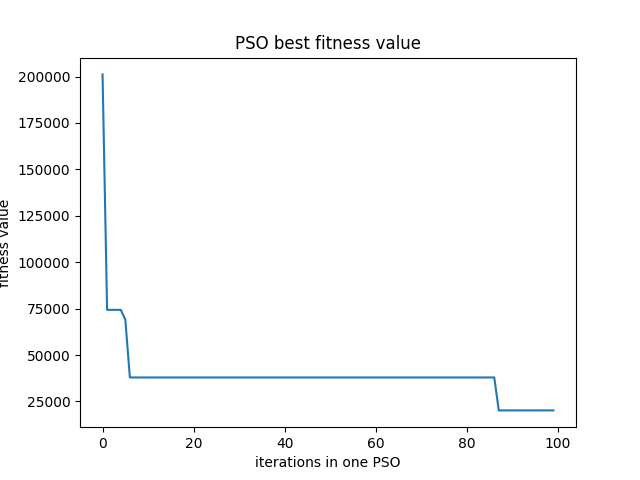 PSO best fitness value
200000
175000
150000
125000
100000
75000
50000
25000
fitness value
0 20 40 60 80 100
iterations in one PSO